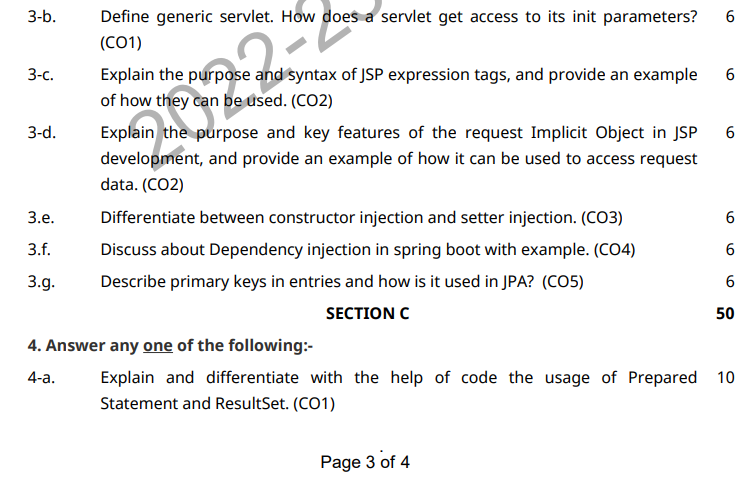 3-b. Define generic servlet. How does a servlet get access to its init parameters? 6
(CO1)
3-c. Explain the purpose and syntax of JSP expression tags, and provide an example 6
of how they can be used. (CO2)
3-d. Explain the purpose and key features of the request Implicit Object in JSP 6
development, and provide an example of how it can be used to access request
data. (CO2)
3.e. Differentiate between constructor injection and setter injection. (CO3) 6
3.f. Discuss about Dependency injection in spring boot with example. (CO4) 6
3.g. Describe primary keys in entries and how is it used in JPA? (CO5) 6
SECTION C 50
4. Answer any one of the following:-
4-a. Explain and differentiate with the help of code the usage of Prepared 10
Statement and ResultSet. (CO1)
Page 3 of 4
2022-23